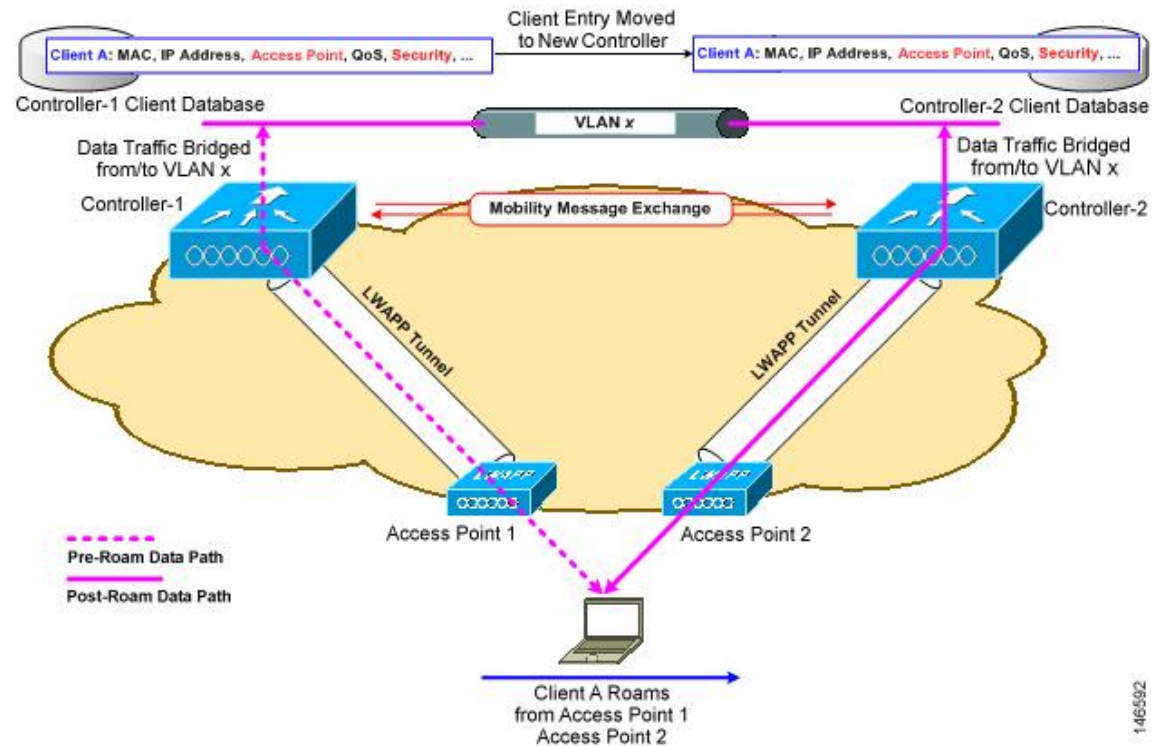 Client Entry Moved
to New Controller
Client A: MAC, IP Address, Access Point, QoS, Security, ...
Client A: MAC, IP Address, Access Point, QoS, Security, ...
Controller-1 Client Database
Controller-2 Client Database
VLAN x
Data Traffic Bridged
from/to VLAN x
Data Traffic Bridged
from/to VLAN x
Controller-1
Mobility Message Exchange
Controller-2
LWAPP Tunnel
LWAPP Tunnel
LWAPP
LWAPP
Access Point 1
Access Point 2
Pre-Roam Data Path
Post-Roam Data Path
Client A Roams
from Access Point 1
Access Point 2
146592